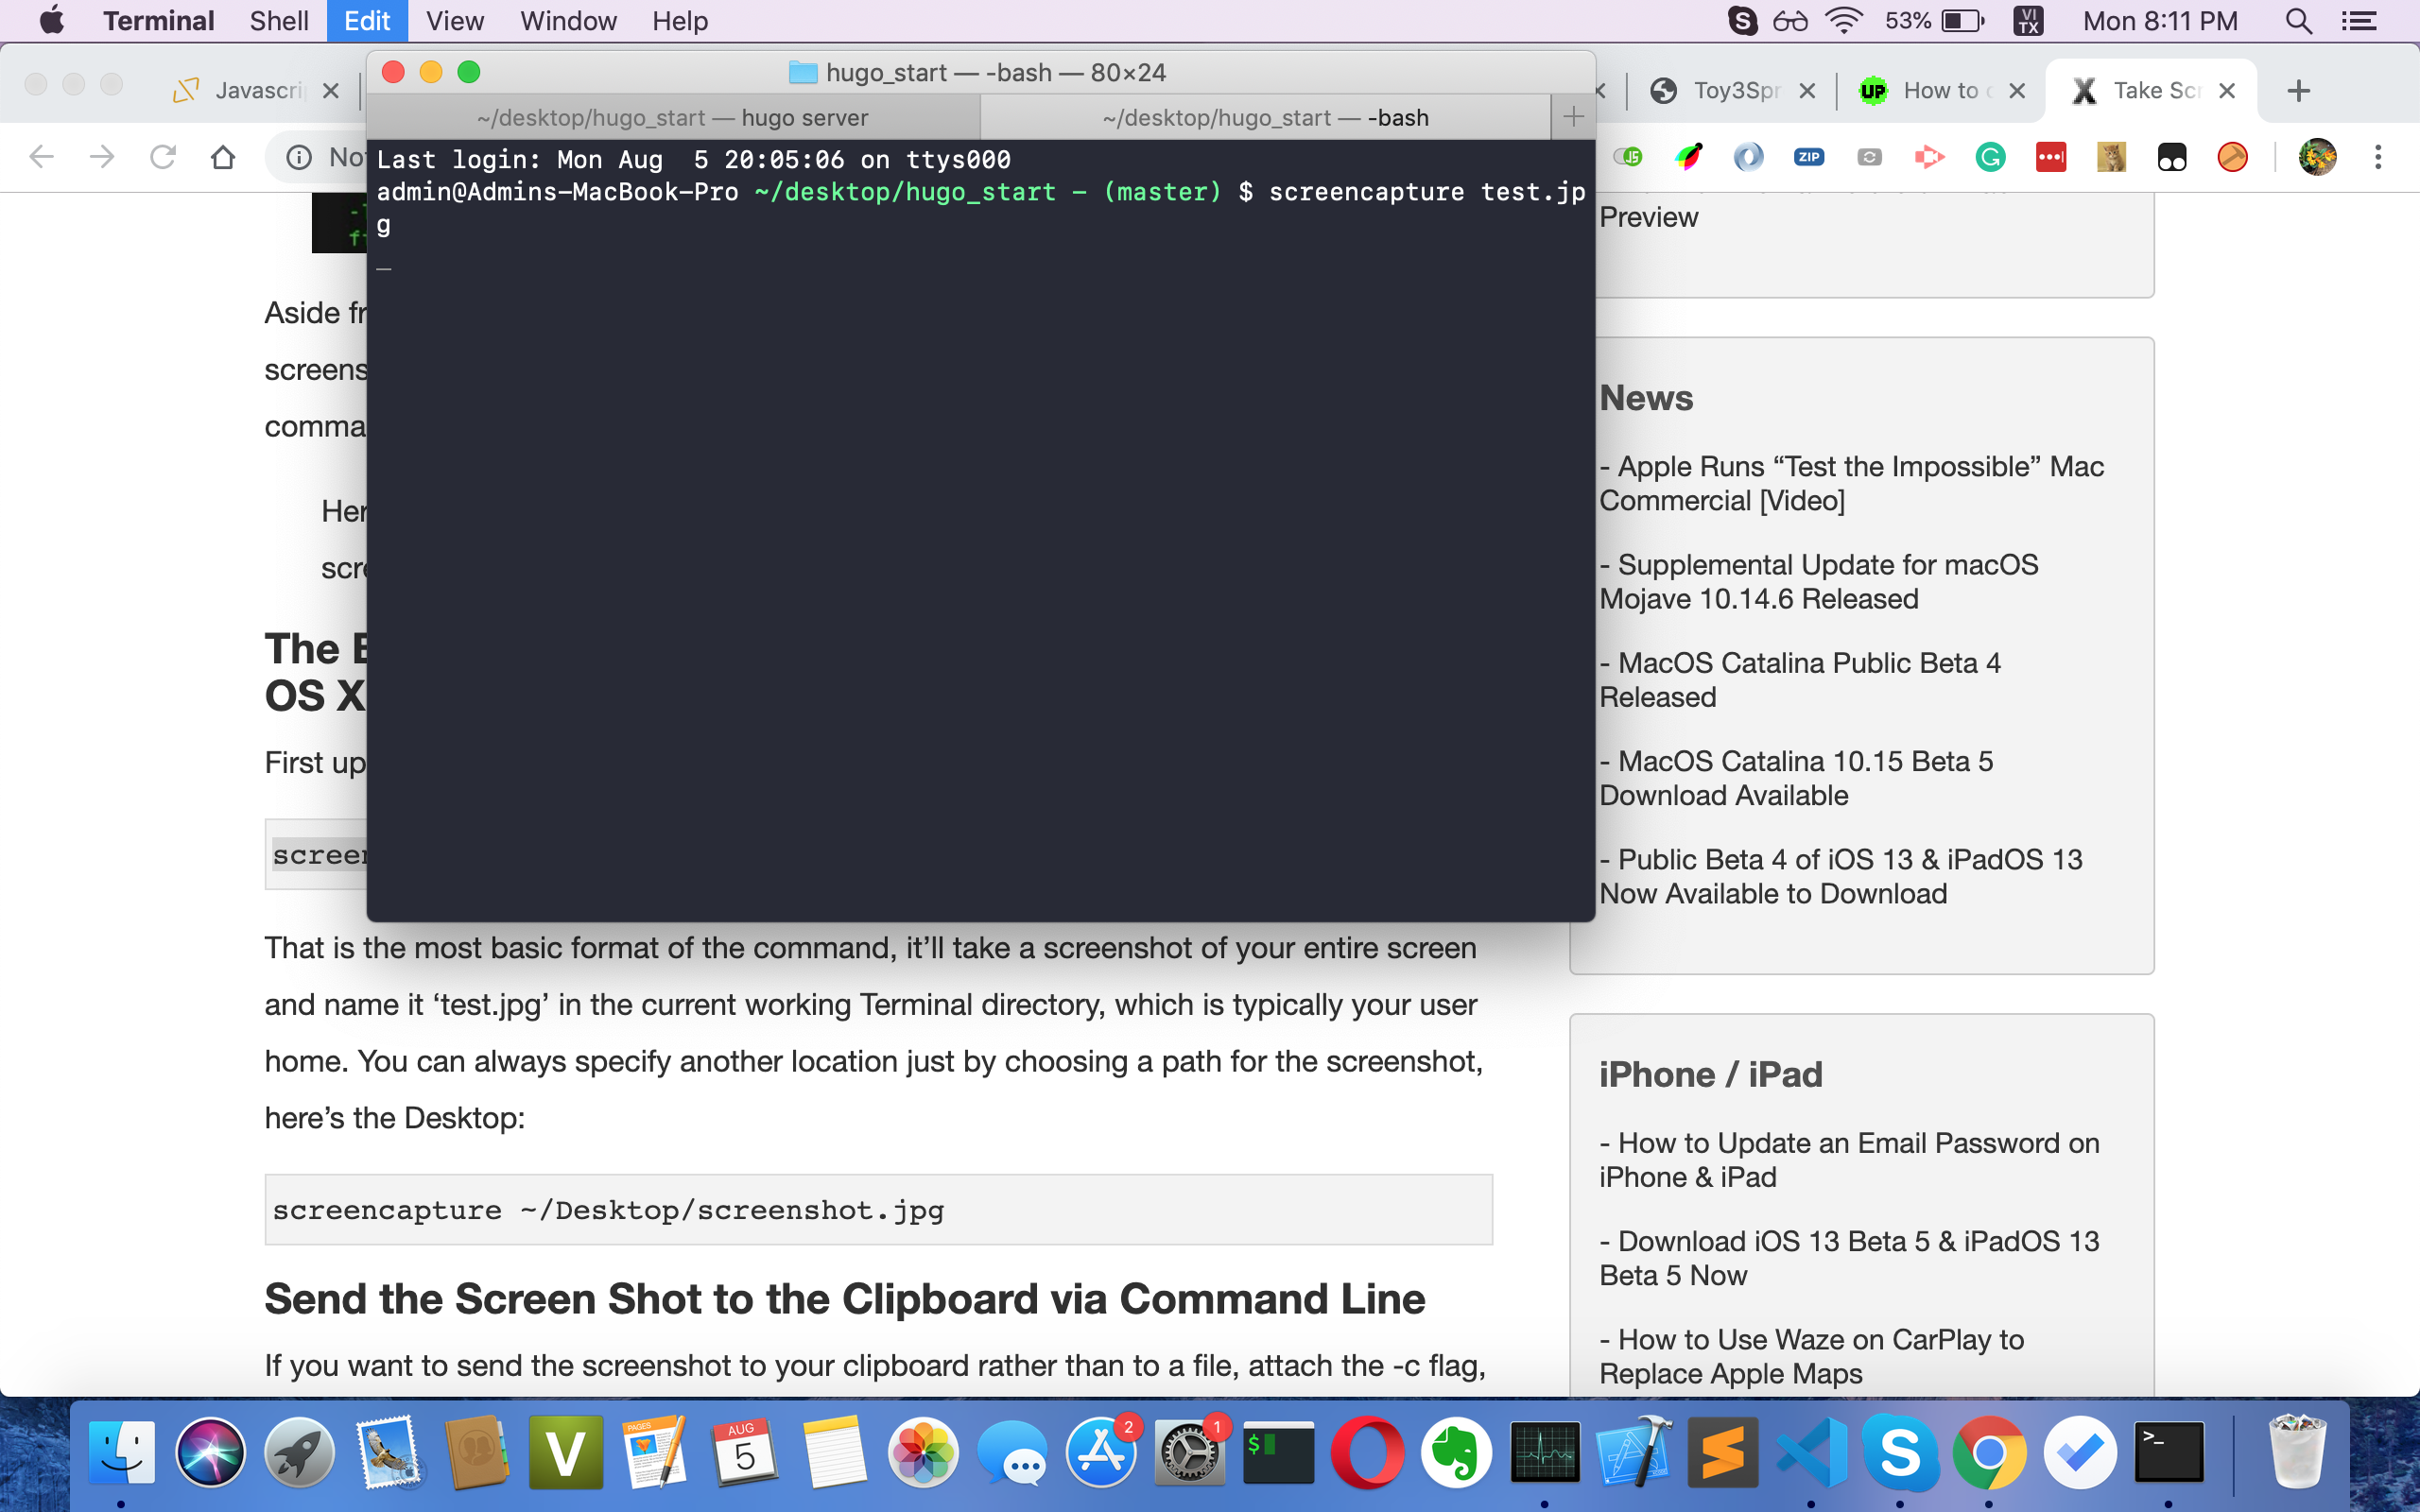 Terminal Shell Edit View Window Help 53% VI TX Mon 8:11 PM
hugo_start — -bash — 80×24
Javascri Toy3Spr UP How to Take Scr
~/desktop/hugo_start — hugo server ~/desktop/hugo_start — -bash
ZIP
Last login: Mon Aug  5 20:05:06 on ttys000
admin@Admins-MacBook-Pro ~/desktop/hugo_start - (master) $ screencapture test.jp
g
Aside
screens
comma
Her
scre
The
OS X
First up
screen
That is the most basic format of the command, it’ll take a screenshot of your entire screen
and name it ‘test.jpg’ in the current working Terminal directory, which is typically your user
home. You can always specify another location just by choosing a path for the screenshot,
here’s the Desktop:
screencapture ~/Desktop/screenshot.jpg
Send the Screen Shot to the Clipboard via Command Line
If you want to send the screenshot to your clipboard rather than to a file, attach the -c flag,
Preview
News
- Apple Runs “Test the Impossible” Mac
Commercial [Video]
- Supplemental Update for macOS
Mojave 10.14.6 Released
- MacOS Catalina Public Beta 4
Released
- MacOS Catalina 10.15 Beta 5
Download Available
- Public Beta 4 of iOS 13 & iPadOS 13
Now Available to Download
iPhone / iPad
- How to Update an Email Password on
iPhone & iPad
- Download iOS 13 Beta 5 & iPadOS 13
Beta 5 Now
- How to Use Waze on CarPlay to
Replace Apple Maps
V PAGES AUG 5 2 1 $ S >_